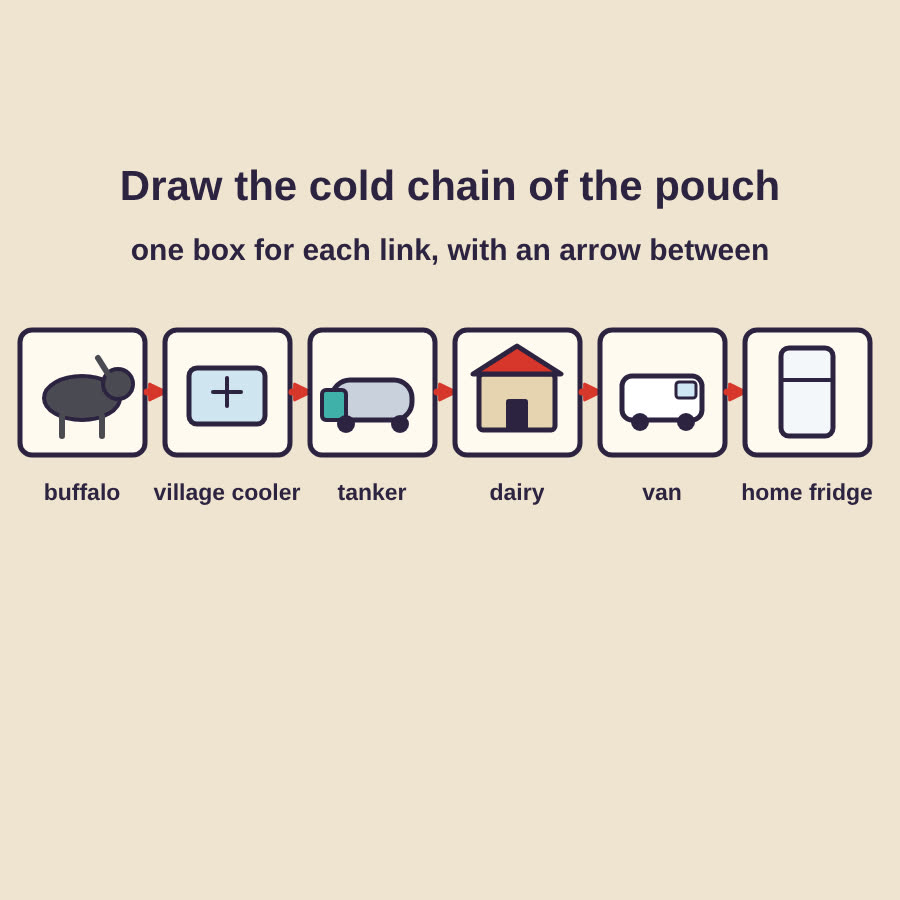 Draw the cold chain of the pouch
one box for each link, with an arrow between
buffalo village cooler tanker dairy van home fridge